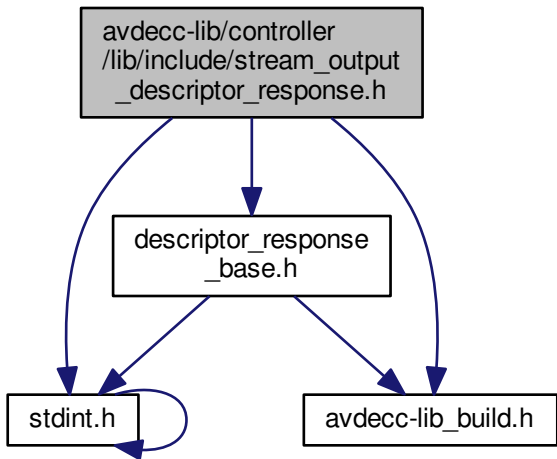 avdecc-lib/controller
/lib/include/stream_output
_descriptor_response.h
descriptor_response
_base.h
stdint.h
avdecc-lib_build.h